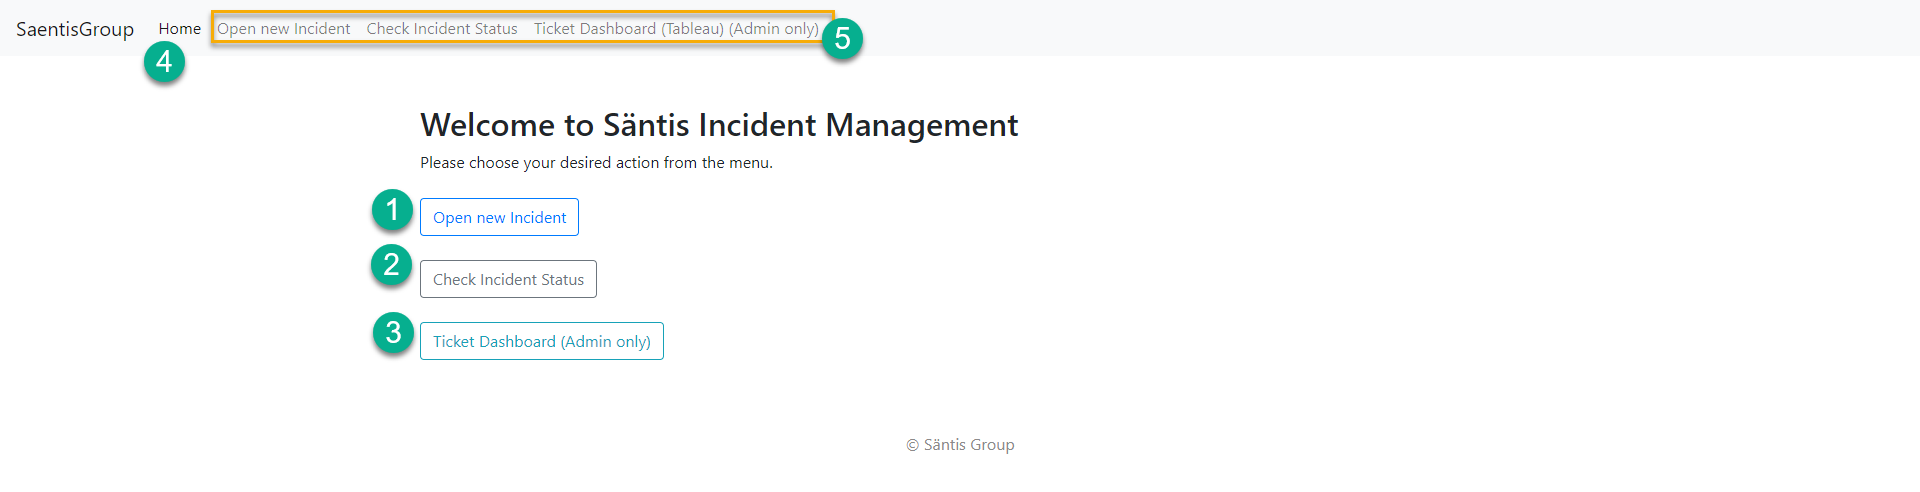 SaentisGroup Home Open new Incident Check Incident Status Ticket Dashboard (Tableau) (Admin only) 5
4
Welcome to Säntis Incident Management
Please choose your desired action from the menu.
1 Open new Incident
2 Check Incident Status
3 Ticket Dashboard (Admin only)
© Säntis Group